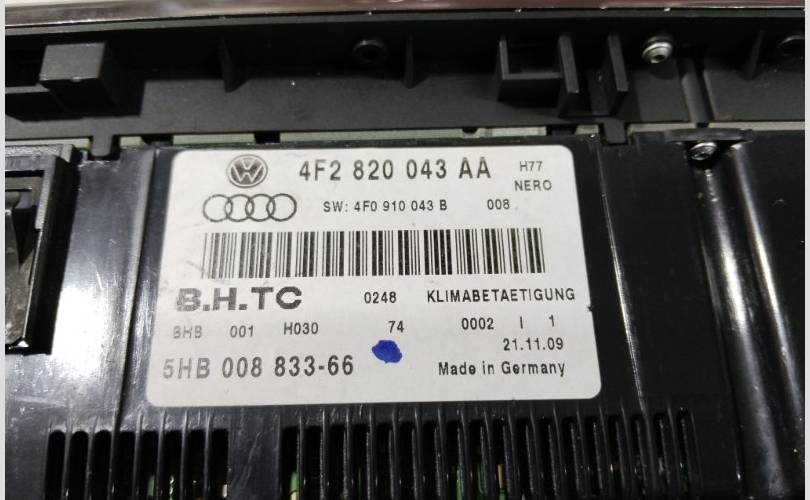 4F2 820 043 AA H77
NERO
SW: 4F0 910 043 B 008
B.H.TC 0248 KLIMABETAETIGUNG
BHB 001 H030 74 0002 I 1
21.11.09
5HB 008 833-66 Made in Germany